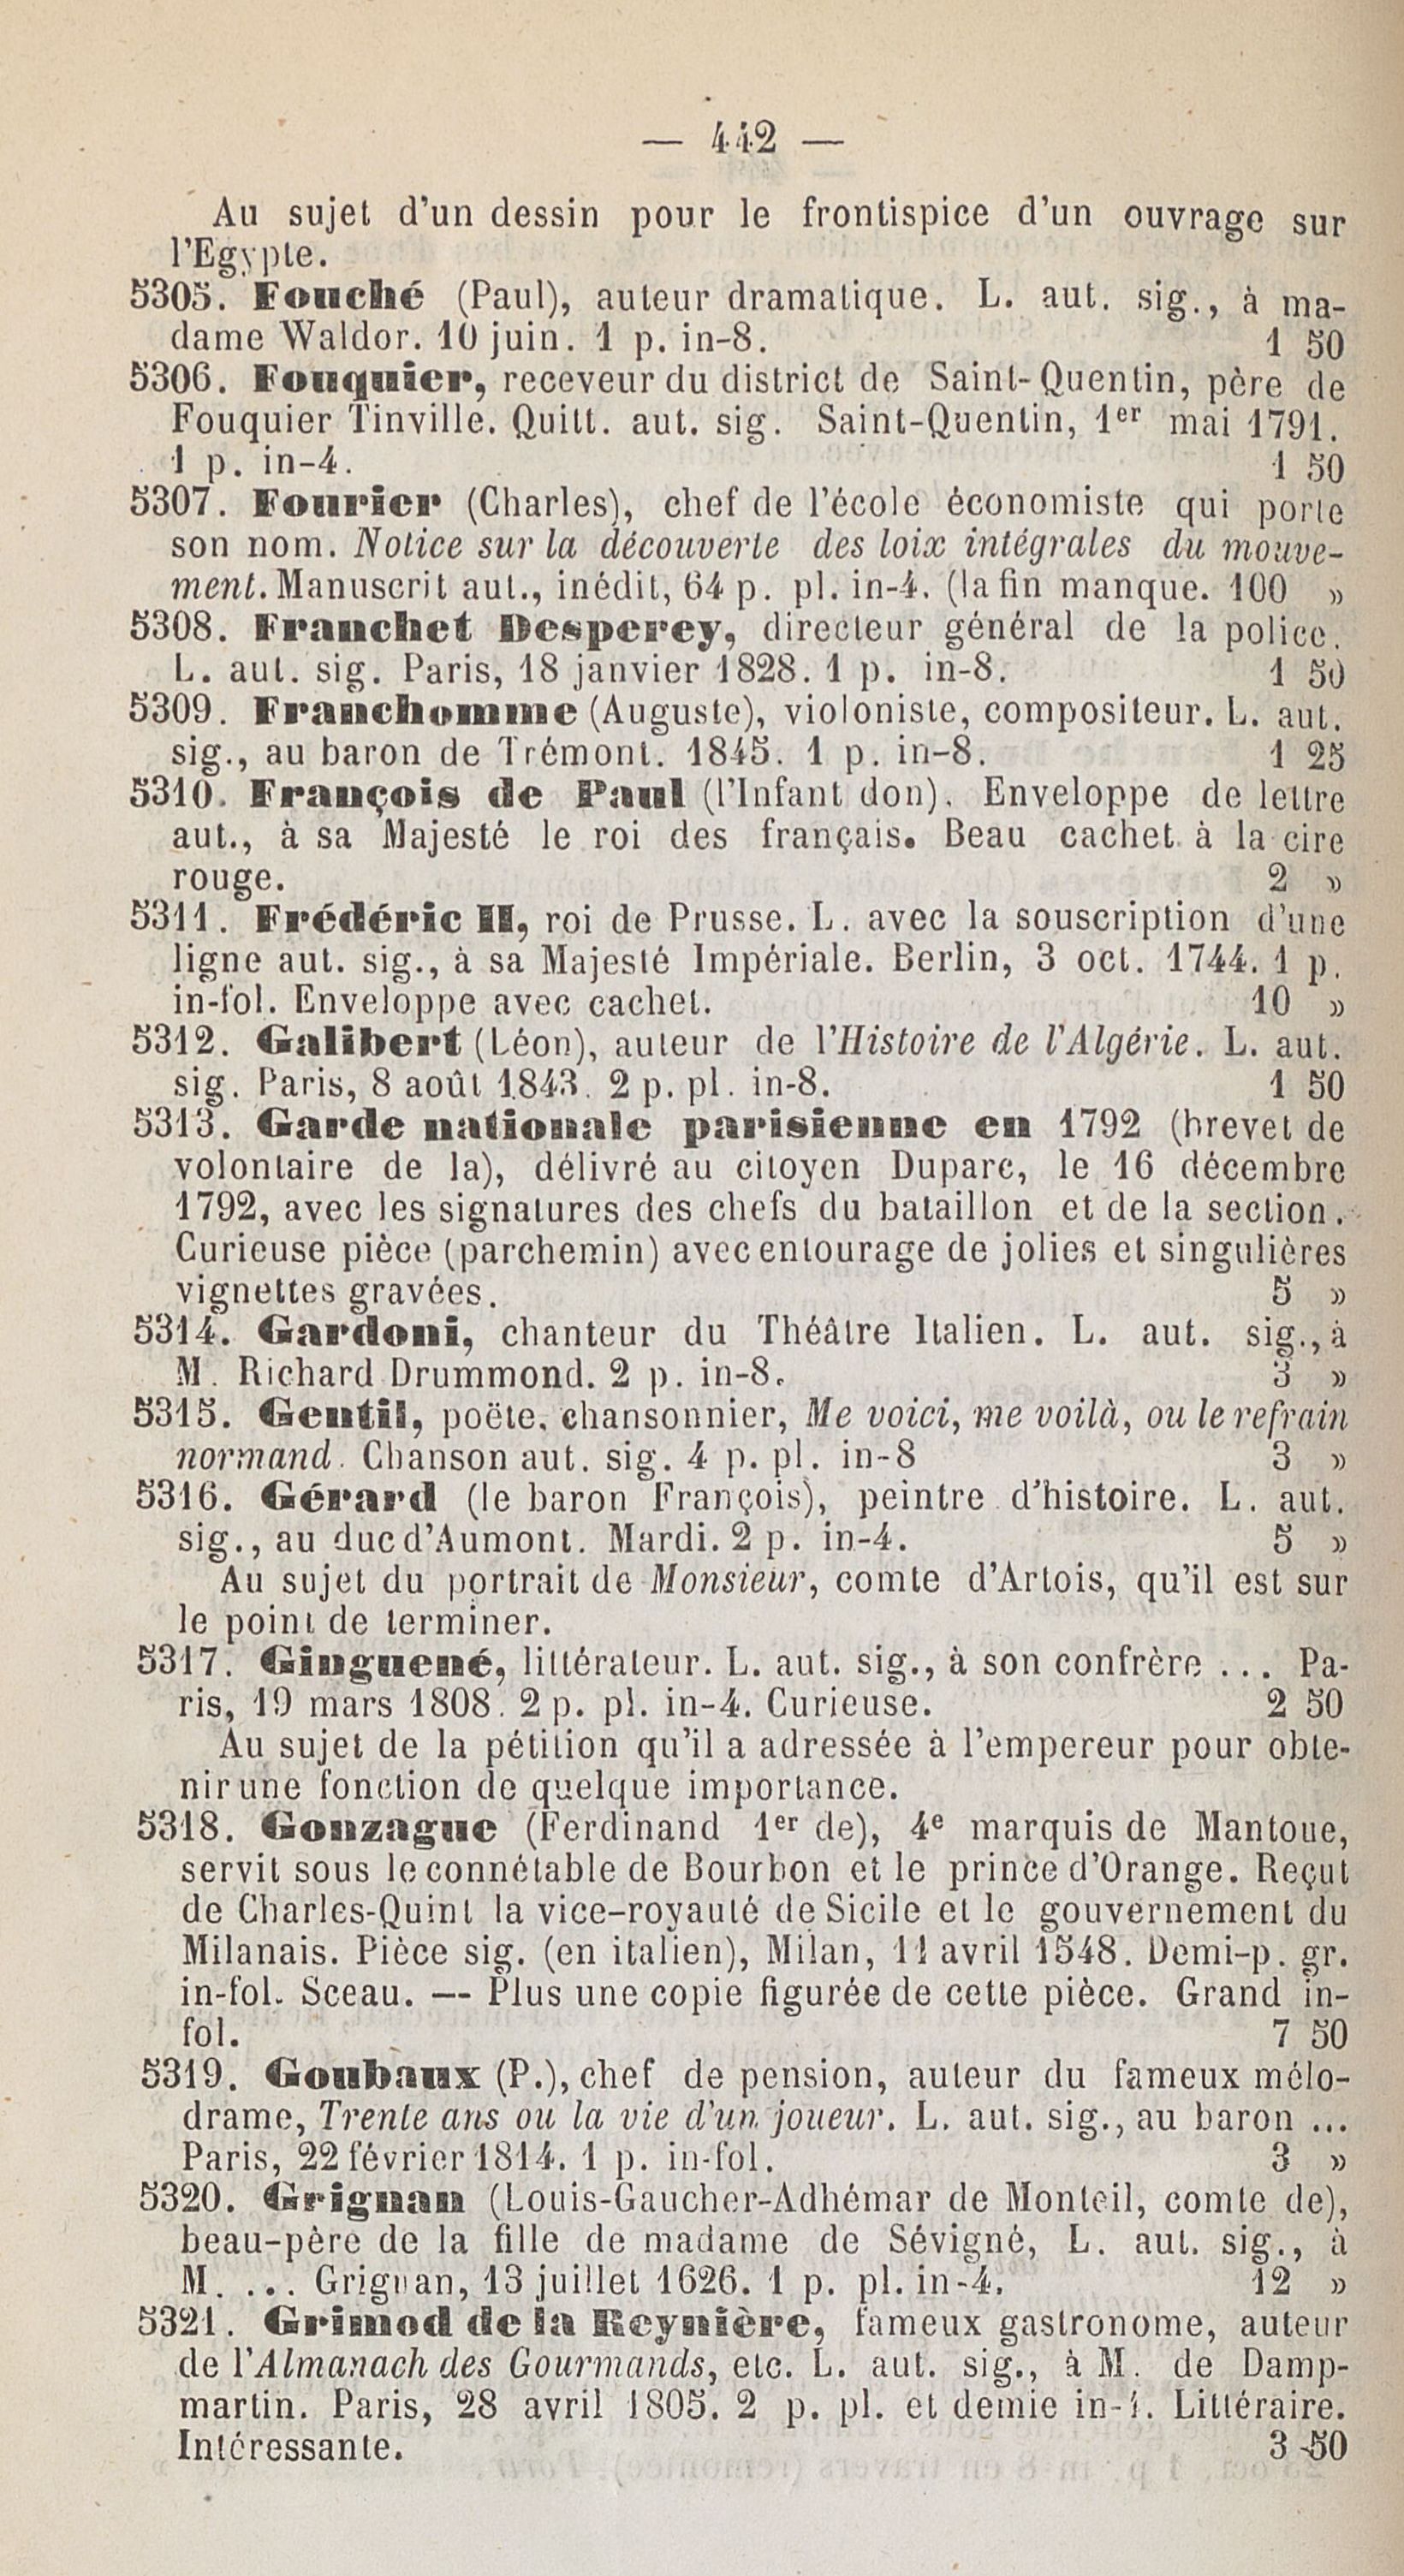 — 442 —
Au sujet d'un dessin pour le frontispice d'un ouvrage sur
l'Egypte.
5305. Fouché (Paul), auteur dramatique. L. aut. sig., à ma-
dame Waldor. 10 juin. 1 p. in-8. 1 50
5306. Fouquier, receveur du district de Saint-Quentin, père de
Fouquier Tinville. Quitt. aut. sig. Saint-Quentin, 1er mai 1791.
1 p. in-4. 1 50
5307. Fourier (Charles), chef de l'école économiste qui porte
son nom. Notice sur la découverte des loix intégrales du mouve-
ment. Manuscrit aut., inédit, 64 p. pl. in-4. (la fin manque. 100 »
5308. Franchet Desperey, directeur général de la police.
L. aut. sig. Paris, 18 janvier 1828. 1 p. in-8. 1 50
5309. Franchomme (Auguste), violoniste, compositeur. L. aut.
sig., au baron de Trémont. 1845. 1 p. in-8. 1 25
5310. François de Paul (l'Infant don). Enveloppe de lettre
aut., à sa Majesté le roi des français. Beau cachet à la cire
rouge. 2 »
5311. Frédéric II, roi de Prusse. L. avec la souscription d'une
ligne aut. sig., à sa Majesté Impériale. Berlin, 3 oct. 1744. 1 p.
in-fol. Enveloppe avec cachet. 10 »
5312. Galibert (Léon), auteur de l'Histoire de l'Algérie. L. aut.
sig. Paris, 8 août 1843. 2 p. pl. in-8. 1 50
5313. Garde nationale parisienne en 1792 (brevet de
volontaire de la), délivré au citoyen Duparc, le 16 décembre
1792, avec les signatures des chefs du bataillon et de la section.
Curieuse pièce (parchemin) avec entourage de jolies et singulières
vignettes gravées. 5 »
5314. Gardoni, chanteur du Théâtre Italien. L. aut. sig., à
M. Richard Drummond. 2 p. in-8. 3 »
5315. Gentil, poëte, chansonnier, Me voici, me voilà, ou le refrain
normand. Chanson aut. sig. 4 p. pl. in-8 3 »
5316. Gérard (le baron François), peintre d'histoire. L. aut.
sig., au duc d'Aumont. Mardi. 2 p. in-4. 5 »
Au sujet du portrait de Monsieur, comte d'Artois, qu'il est sur
le point de terminer.
5317. Ginguené, littérateur. L. aut. sig., à son confrère ... Pa-
ris, 19 mars 1808. 2 p. pl. in-4. Curieuse. 2 50
Au sujet de la pétition qu'il a adressée à l'empereur pour obte-
nir une fonction de quelque importance.
5318. Gonzague (Ferdinand 1er de), 4e marquis de Mantoue,
servit sous le connétable de Bourbon et le prince d'Orange. Reçut
de Charles-Quint la vice-royauté de Sicile et le gouvernement du
Milanais. Pièce sig. (en italien), Milan, 11 avril 1548. Demi-p. gr.
in-fol. Sceau. — Plus une copie figurée de cette pièce. Grand in-
fol. 7 50
5319. Goubaux (P.), chef de pension, auteur du fameux mélo-
drame, Trente ans ou la vie d'un joueur. L. aut. sig., au baron ...
Paris, 22 février 1814. 1 p. in-fol. 3 »
5320. Grignan (Louis-Gaucher-Adhémar de Monteil, comte de),
beau-père de la fille de madame de Sévigné, L. aut. sig., à
M. ... Grignan, 13 juillet 1626. 1 p. pl. in-4. 12 »
5321. Grimod de la Reynière, fameux gastronome, auteur
de l'Almanach des Gourmands, etc. L. aut. sig., à M. de Damp-
martin. Paris, 28 avril 1805. 2 p. pl. et demie in-4. Littéraire.
Intéressante. 3 50